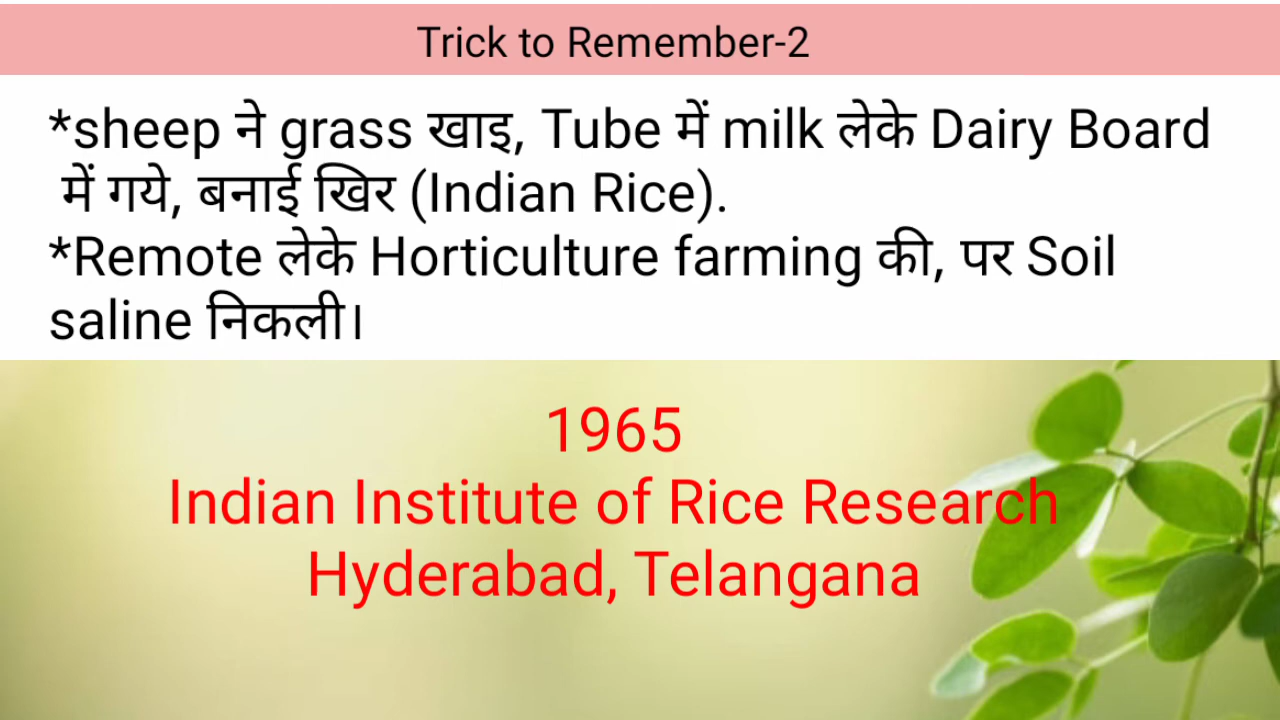 Trick to Remember-2
*sheep ने grass खाइ, Tube में milk लेके Dairy Board
में गये, बनाई खिर (Indian Rice).
*Remote लेके Horticulture farming की, पर Soil
saline निकली।
1965
Indian Institute of Rice Research
Hyderabad, Telangana